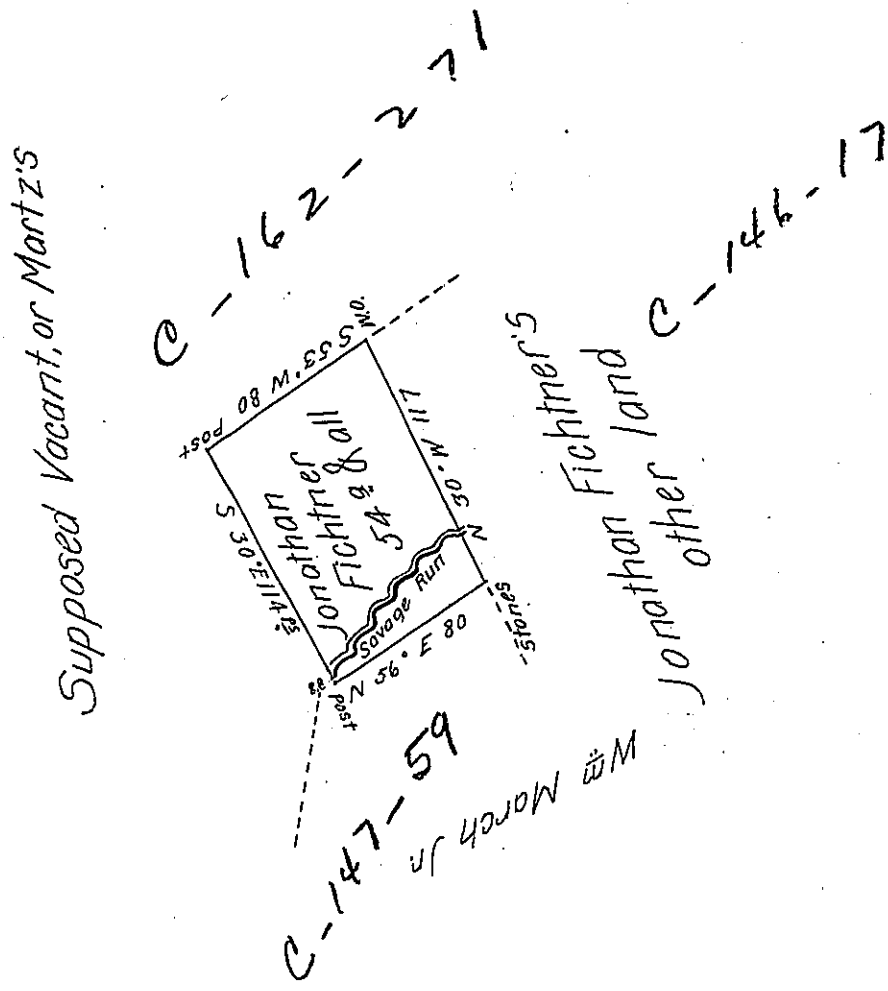 Supposed Vacant, or Martz's
C-162-271
Post
S 53° W 80
W.O.
S 30° E 114
Jonathan
Fichtner
54 a & all
Savage Run
N 30° W 117
N 56° E 80
Post
Stones
Jonathan Fichtner's
other land
C-146-17
C-147-59
Wm March Jr.